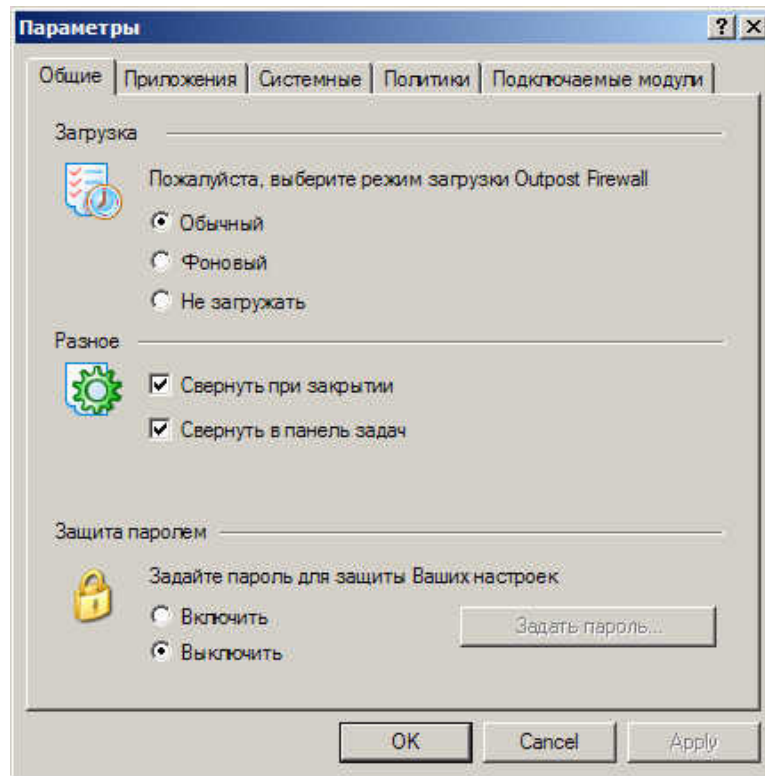 Параметры
Общие Приложения Системные Политики Подключаемые модули
Загрузка
Пожалуйста, выберите режим загрузки Outpost Firewall
Обычный
Фоновый
Не загружать
Разное
Свернуть при закрытии
Свернуть в панель задач
Защита паролем
Задайте пароль для защиты Ваших настроек
Включить
Задать пароль...
Выключить
OK Cancel Apply